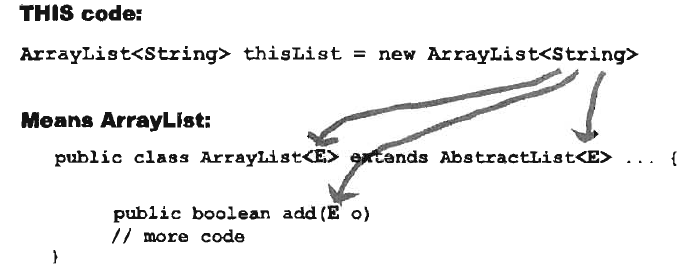 THIS code:
ArrayList<String> thisList = new ArrayList<String>
Means ArrayList:
public class ArrayList<E> extends AbstractList<E> ... {
public boolean add(E o)
// more code
}